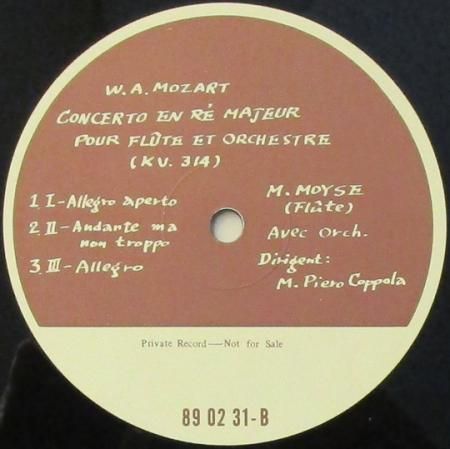 W.A. MOZART
CONCERTO EN RÉ MAJEUR
POUR FLÛTE ET ORCHESTRE
(KV. 314)
1. I-Allegro aperto
2. II-Andante ma
non troppo
3. III-Allegro
M. MOYSE
(Flûte)
Avec Orch.
Dirigent:
M. Piero Coppola
Private Record—Not for Sale
89 02 31-B